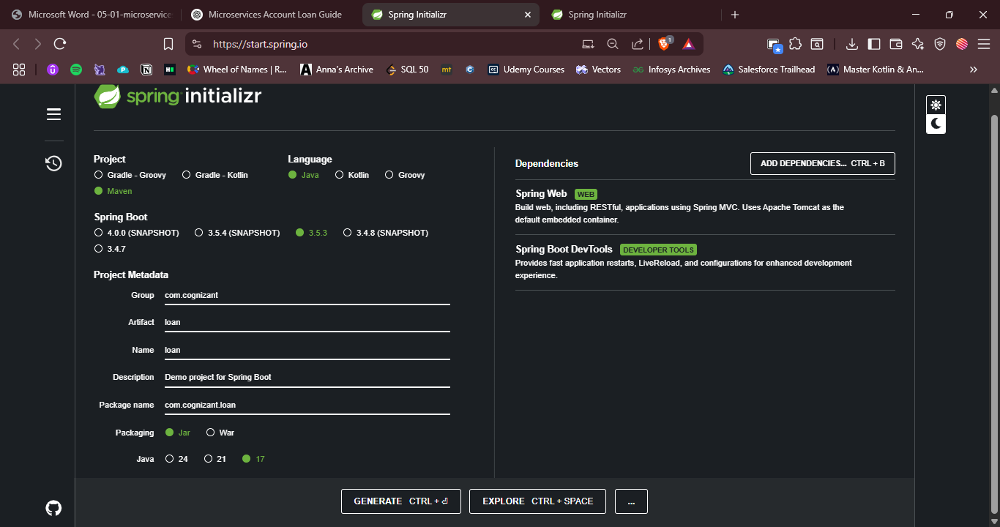 Microsoft Word - 05-01-microservice
Microservices Account Loan Guide
Spring Initializr
Spring Initializr
https://start.spring.io
1
Wheel of Names | R...
Anna's Archive
SQL 50
mt
Udemy Courses
Vectors
Infosys Archives
Salesforce Trailhead
Master Kotlin & An...
»
spring initializr
Project
Gradle - Groovy
Gradle - Kotlin
Maven
Language
Java
Kotlin
Groovy
Spring Boot
4.0.0 (SNAPSHOT)
3.5.4 (SNAPSHOT)
3.5.3
3.4.8 (SNAPSHOT)
3.4.7
Project Metadata
Group com.cognizant
Artifact loan
Name loan
Description Demo project for Spring Boot
Package name com.cognizant.loan
Packaging Jar War
Java 24 21 17
Dependencies
ADD DEPENDENCIES... CTRL + B
Spring Web WEB
Build web, including RESTful, applications using Spring MVC. Uses Apache Tomcat as the
default embedded container.
Spring Boot DevTools DEVELOPER TOOLS
Provides fast application restarts, LiveReload, and configurations for enhanced development
experience.
GENERATE CTRL + ⏎
EXPLORE CTRL + SPACE
...